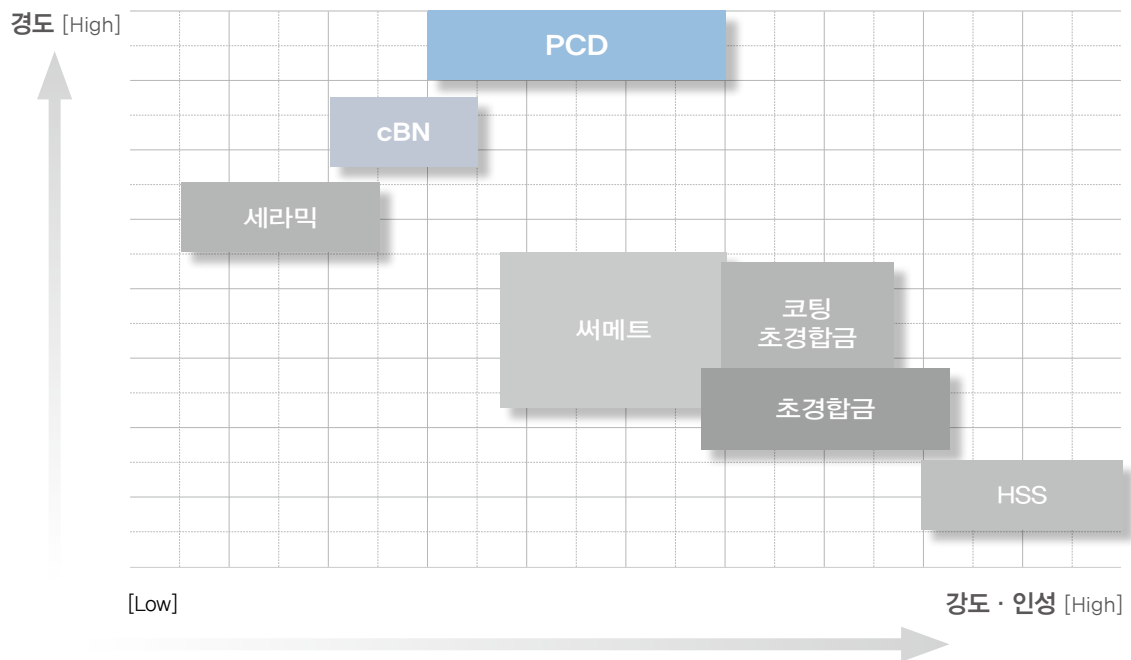 경도 [High]
PCD
cBN
세라믹
써메트
코팅
초경합금
초경합금
HSS
[Low]
강도 · 인성 [High]